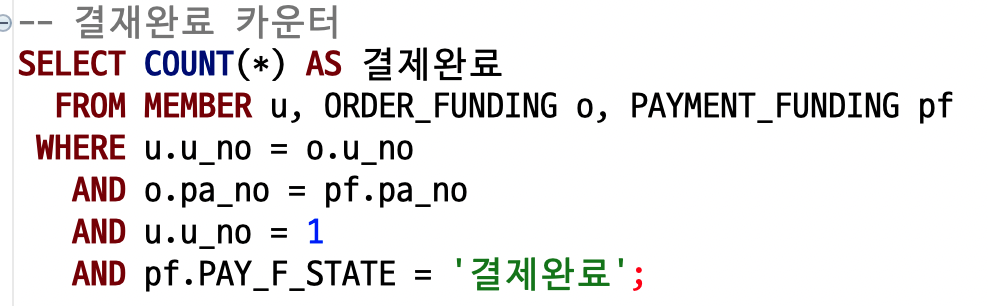 -- 결재완료 카운터
SELECT COUNT(*) AS 결제완료
FROM MEMBER u, ORDER_FUNDING o, PAYMENT_FUNDING pf
WHERE u.u_no = o.u_no
AND o.pa_no = pf.pa_no
AND u.u_no = 1
AND pf.PAY_F_STATE = '결제완료';